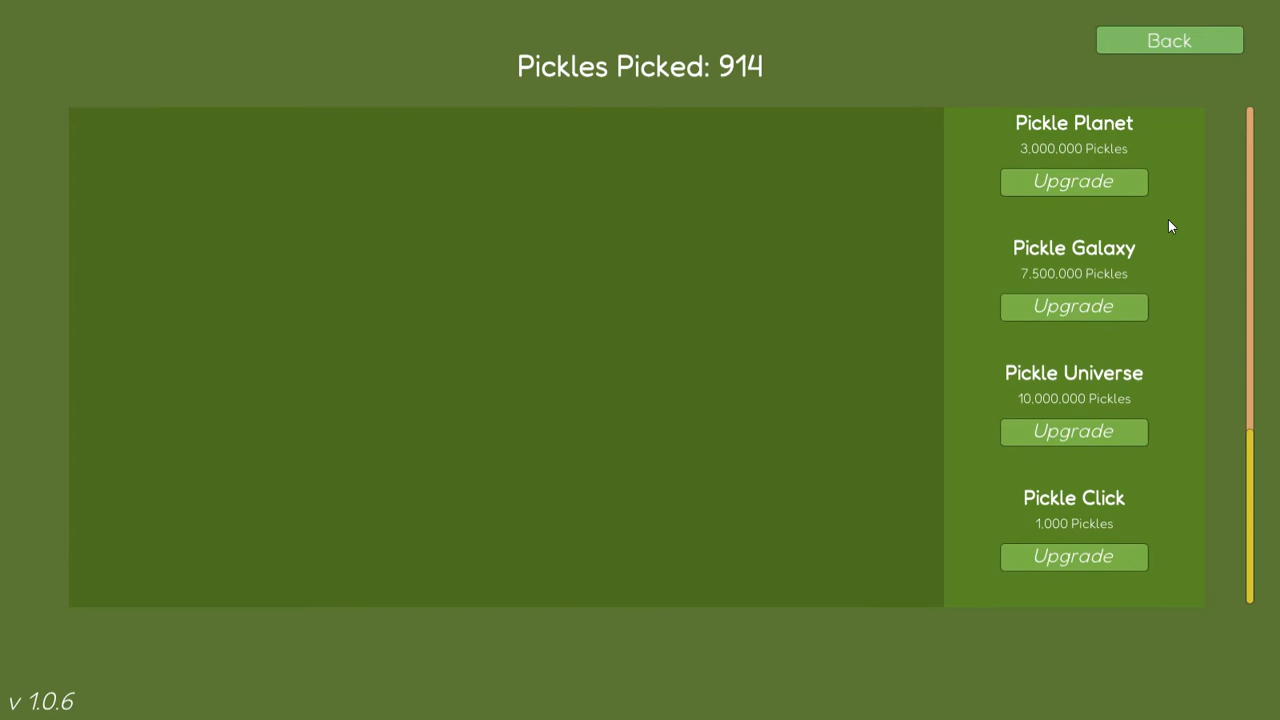 Back
Pickles Picked: 914
Pickle Planet
3.000.000 Pickles
Upgrade
Pickle Galaxy
7.500.000 Pickles
Upgrade
Pickle Universe
10.000.000 Pickles
Upgrade
Pickle Click
1.000 Pickles
Upgrade
v 1.0.6